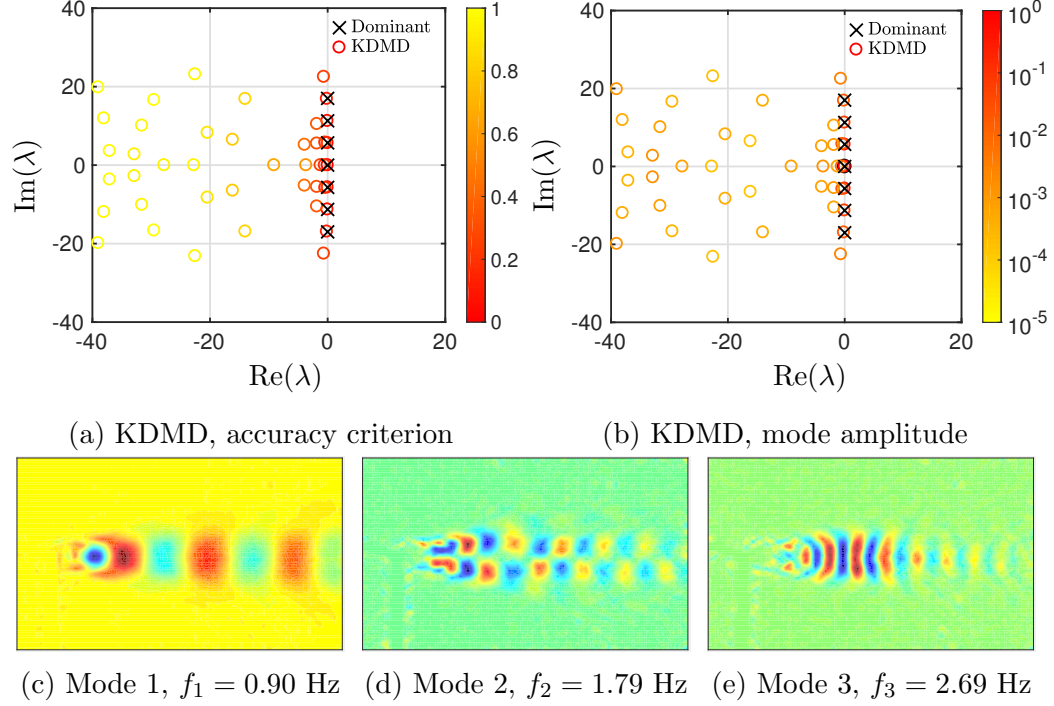 40
20
0
-20
-40
-40
-20
0
20
Im(λ)
Re(λ)
Dominant
KDMD
1
0.8
0.6
0.4
0.2
0
40
20
0
-20
-40
-40
-20
0
20
Im(λ)
Re(λ)
Dominant
KDMD
10⁰
10⁻¹
10⁻²
10⁻³
10⁻⁴
10⁻⁵
(a) KDMD, accuracy criterion
(b) KDMD, mode amplitude
(c) Mode 1, f₁ = 0.90 Hz
(d) Mode 2, f₂ = 1.79 Hz
(e) Mode 3, f₃ = 2.69 Hz